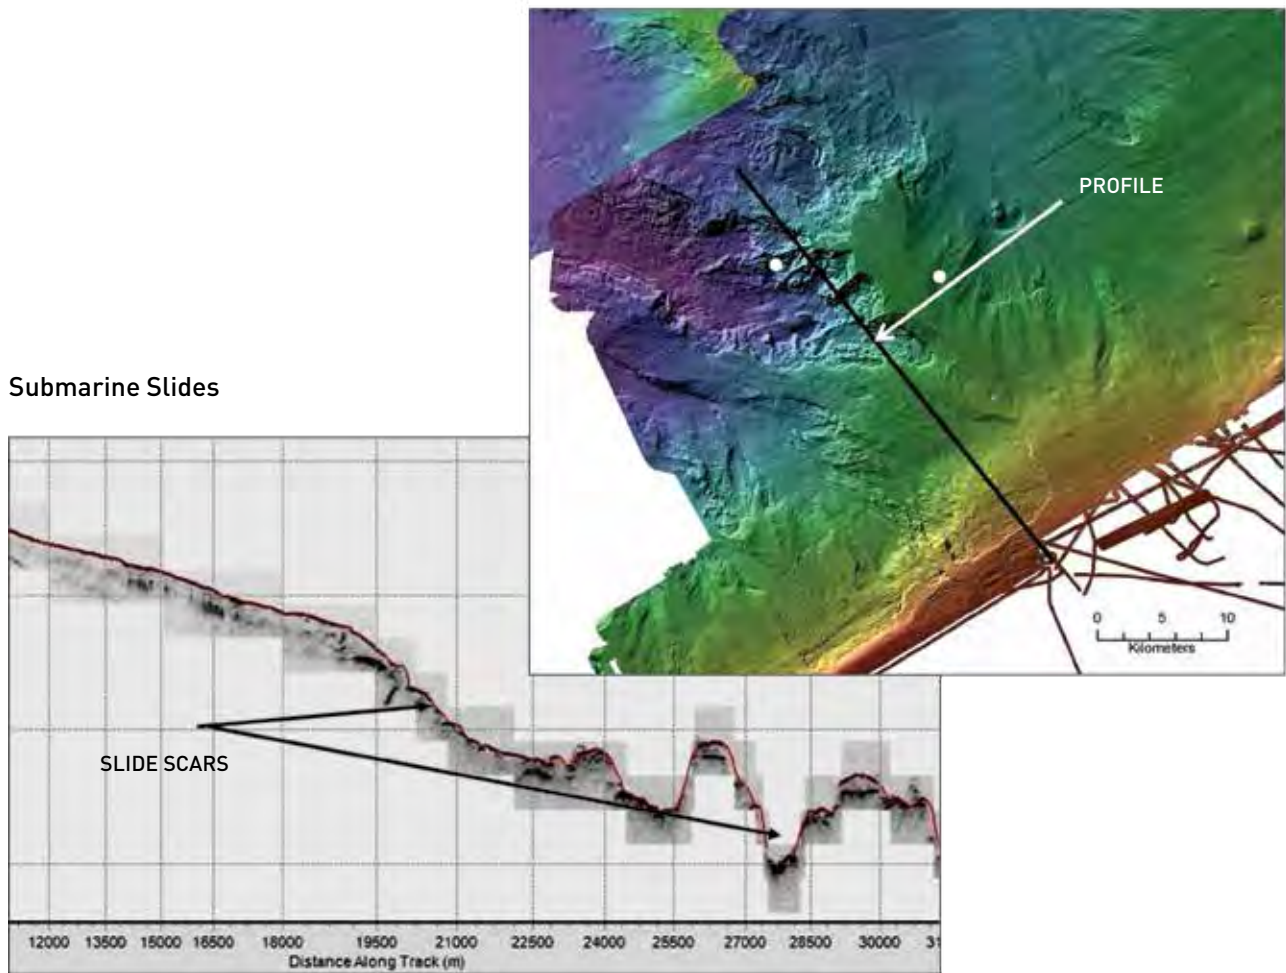 PROFILE
0 5 10
Kilometers
Submarine Slides
SLIDE SCARS
12000 13500 15000 16500 18000 19500 21000 22500 24000 25500 27000 28500 30000 31
Distance Along Track (m)